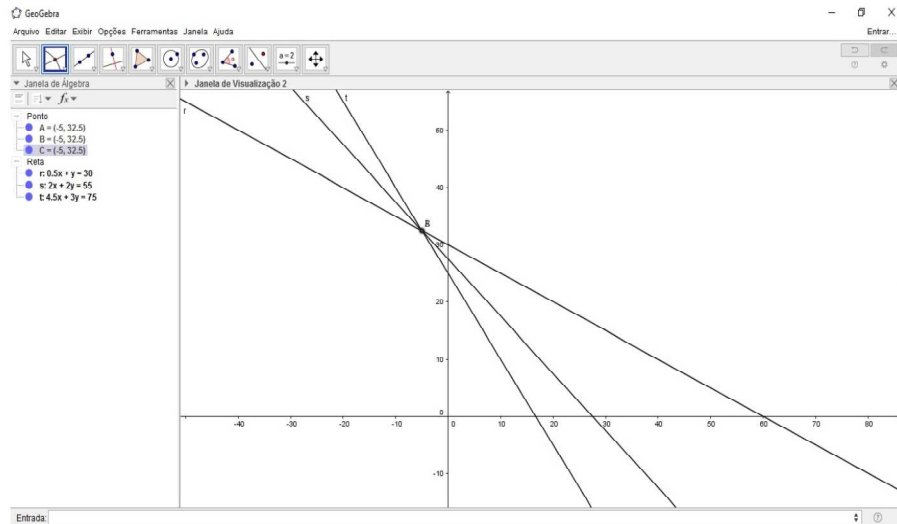 GeoGebra
Arquivo Editar Exibir Opções Ferramentas Janela Ajuda
Entrar...
a=2
Janela de Álgebra
Janela de Visualização 2
Ponto
A = (-5, 32.5)
B = (-5, 32.5)
C = (-5, 32.5)
Reta
r: 0.5x + y = 30
s: 2x + 2y = 55
t: 4.5x + 3y = 75
r
s
t
60
40
30
20
10
0
-40 -30 -20 -10 0 10 20 30 40 50 60 70 80
-10
Entrada: